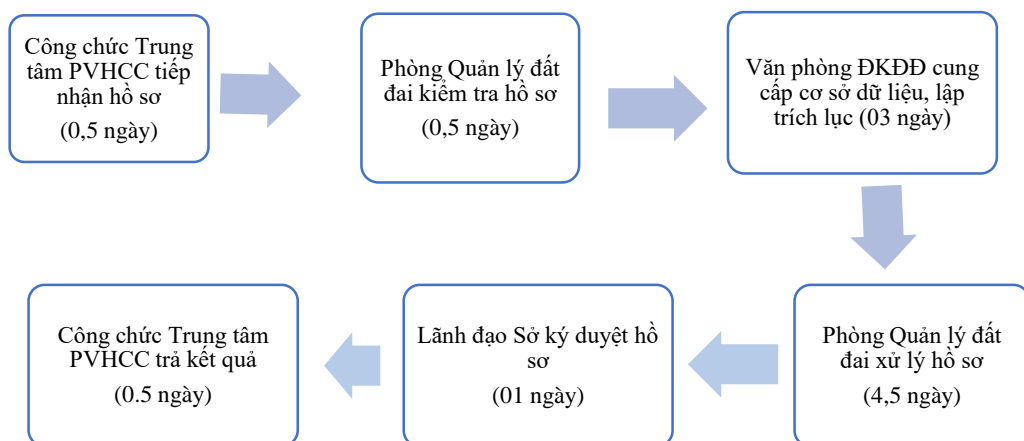 Công chức Trung
tâm PVHCC tiếp
nhận hồ sơ
(0,5 ngày)
Phòng Quản lý đất
đai kiểm tra hồ sơ
(0,5 ngày)
Văn phòng ĐKĐĐ cung
cấp cơ sở dữ liệu, lập
trích lục (03 ngày)
Phòng Quản lý đất
đai xử lý hồ sơ
(4,5 ngày)
Lãnh đạo Sở ký duyệt hồ
sơ
(01 ngày)
Công chức Trung tâm
PVHCC trả kết quả
(0.5 ngày)